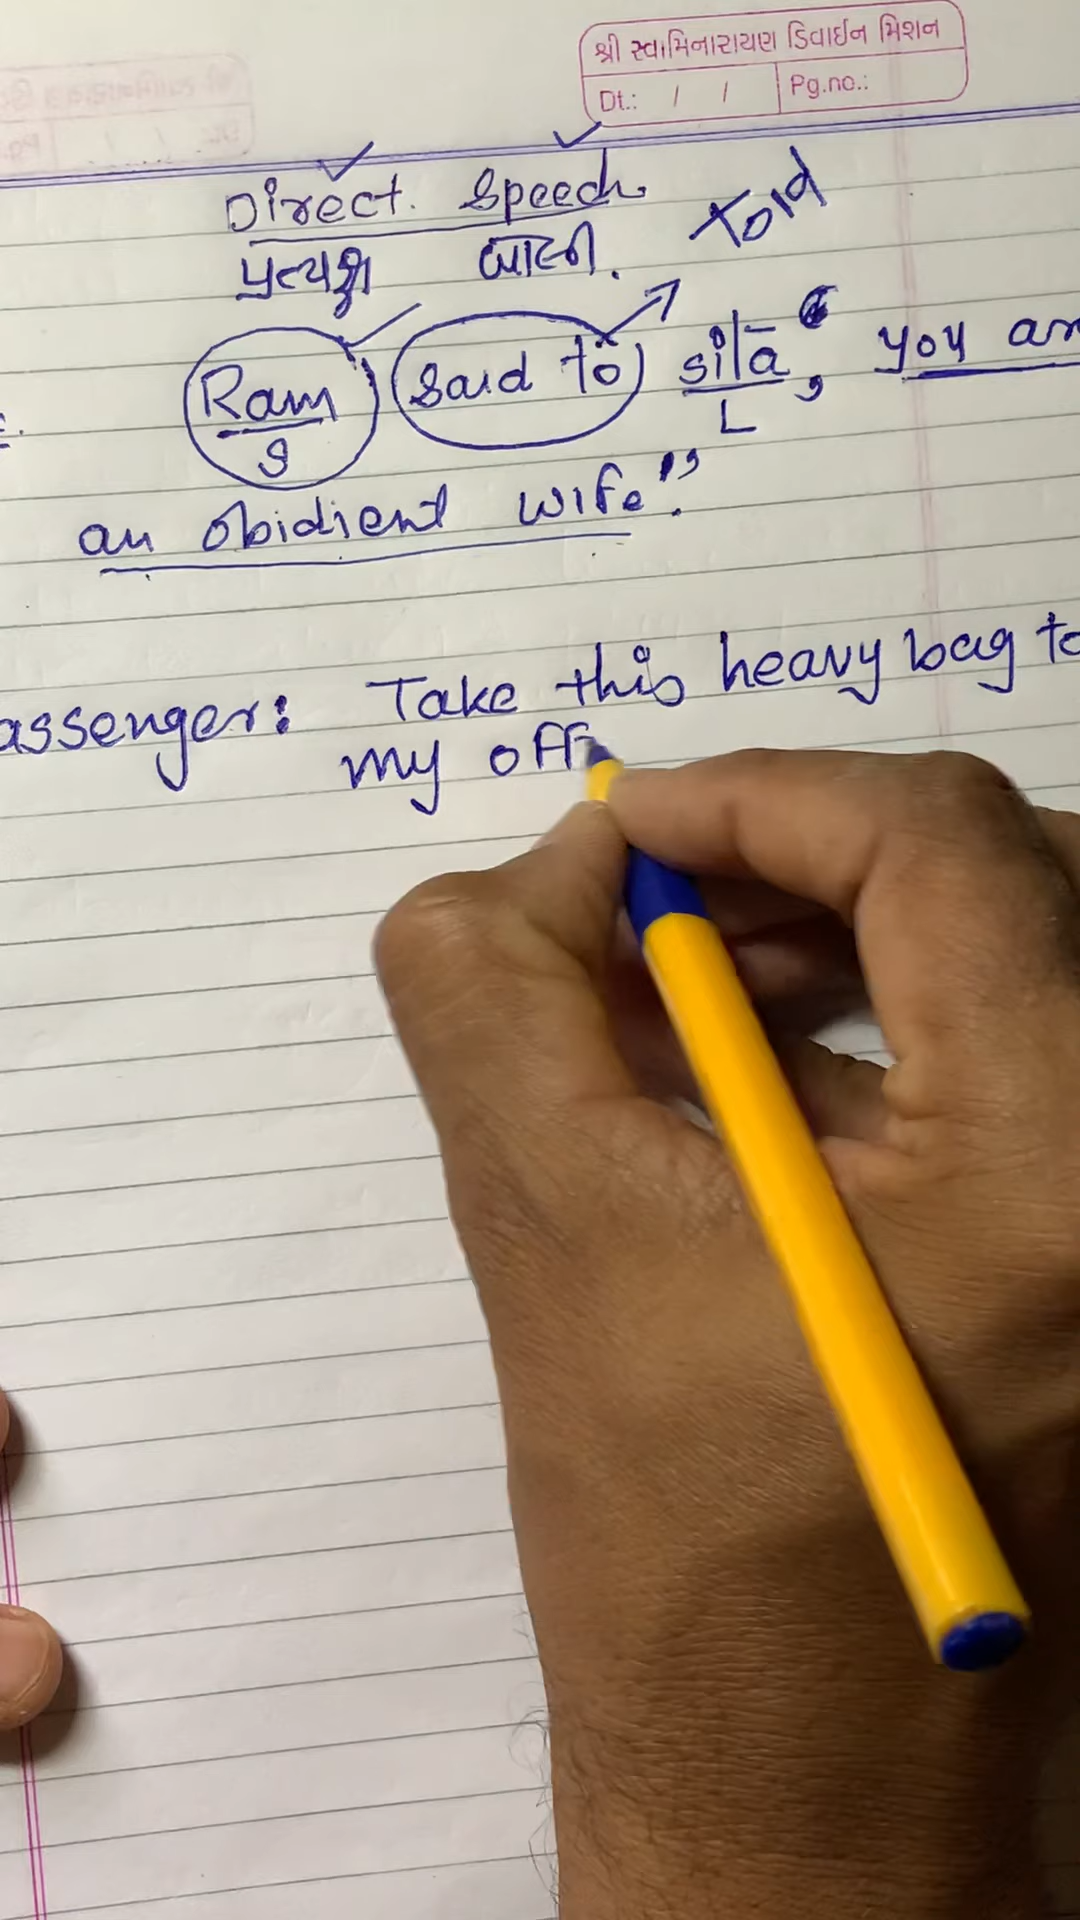 શ્રી સ્વામિનારાયણ ડિવાઈન મિશન
Dt.: / / Pg.no.:
Direct. Speech
પ્રત્યક્ષ
Told
Ram said to sita, you ar
S L
an obidient wife".
assenger: Take this heavy bag to
my off